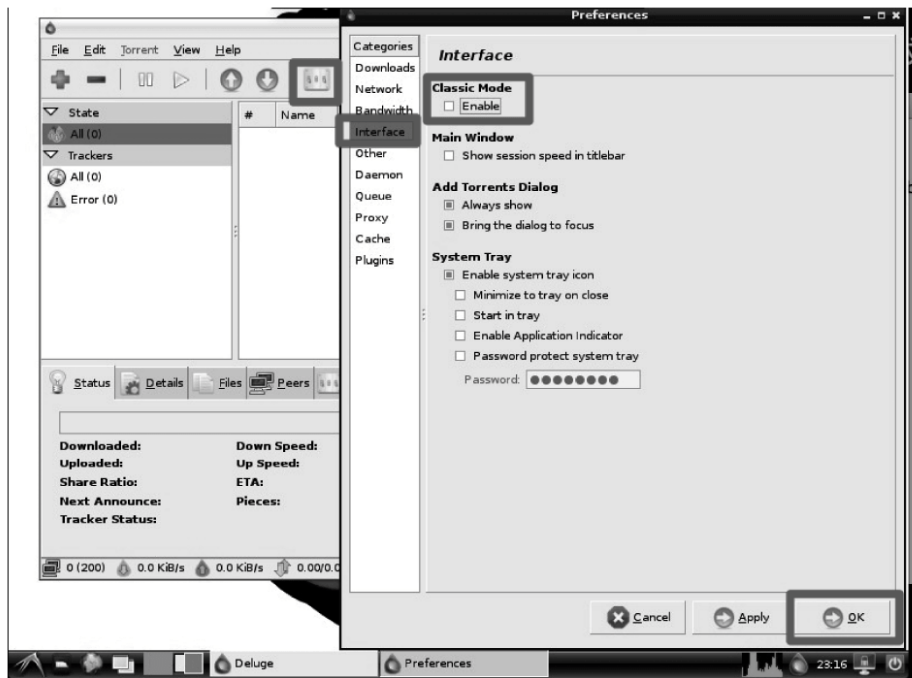 File Edit Torrent View Help
State
All (0)
Trackers
All (0)
Error (0)
# Name
Status Details Files Peers
Downloaded: Down Speed:
Uploaded: Up Speed:
Share Ratio: ETA:
Next Announce: Pieces:
Tracker Status:
0 (200) 0.0 KiB/s 0.0 KiB/s 0.00/0.0
Preferences
Categories
Downloads
Network
Bandwidth
Interface
Other
Daemon
Queue
Proxy
Cache
Plugins
Interface
Classic Mode
Enable
Main Window
Show session speed in titlebar
Add Torrents Dialog
Always show
Bring the dialog to focus
System Tray
Enable system tray icon
Minimize to tray on close
Start in tray
Enable Application Indicator
Password protect system tray
Password:
Cancel Apply OK
Deluge Preferences 23:16